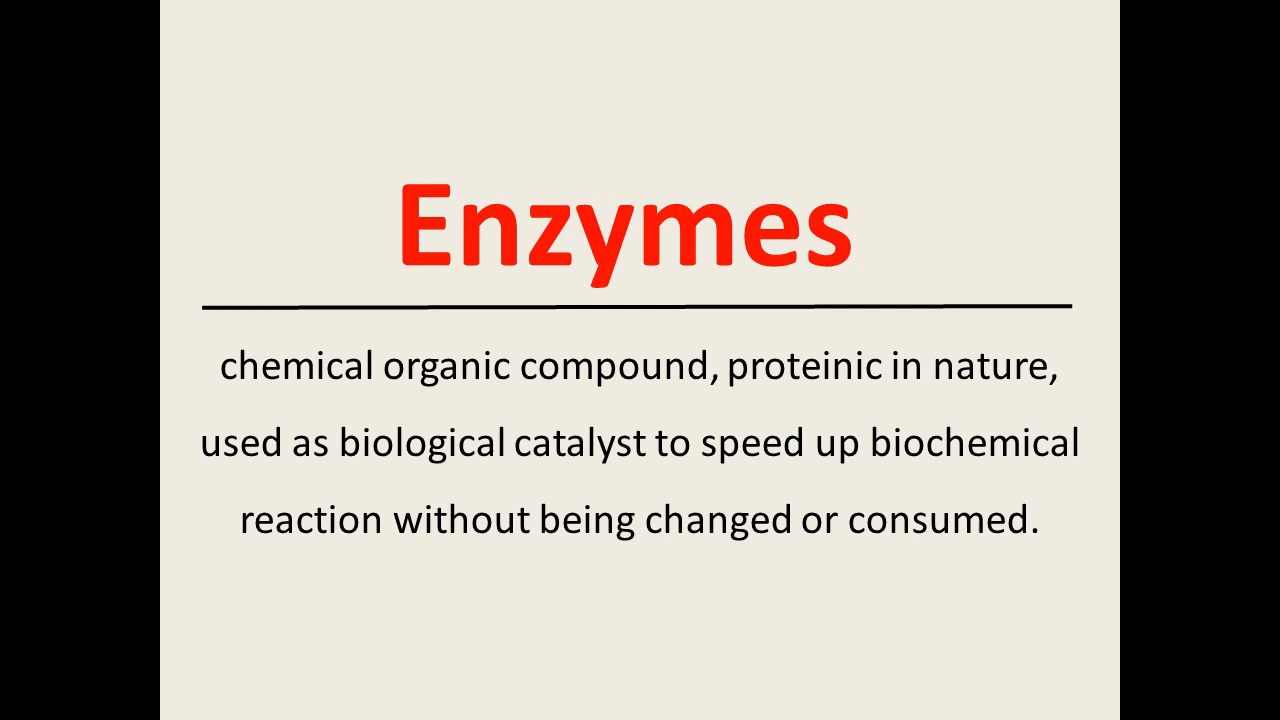 Enzymes
chemical organic compound, proteinic in nature,
used as biological catalyst to speed up biochemical
reaction without being changed or consumed.